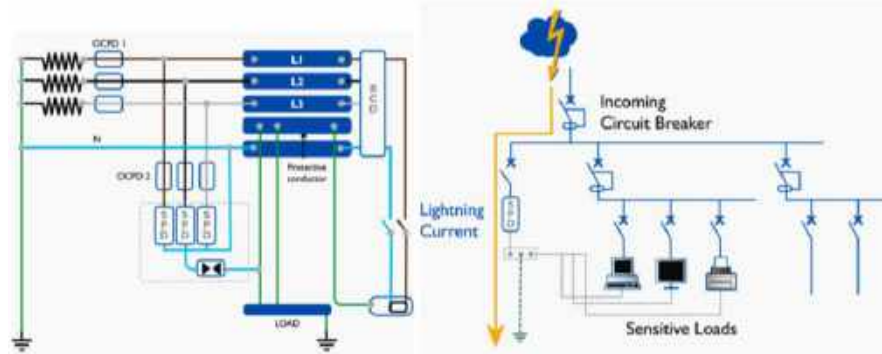 OCPD 1
L1
L2
L3
RCD
N
Protective
conductor
OCPD 2
SPD
SPD
SPD
LOAD
Incoming
Circuit Breaker
Lightning
Current
SPD
Sensitive Loads